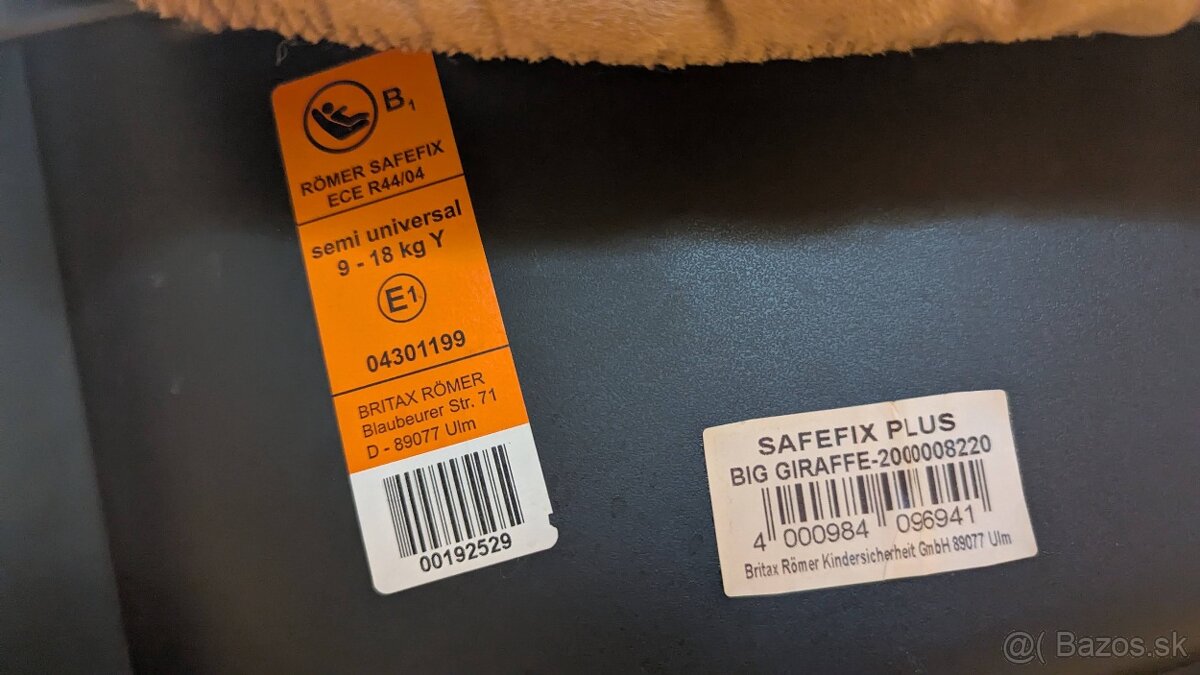 B1
RÖMER SAFEFIX
ECE R44/04
semi universal
9 - 18 kg Y
E1
04301199
BRITAX RÖMER
Blaubeurer Str. 71
D - 89077 Ulm
00192529
SAFEFIX PLUS
BIG GIRAFFE-2000008220
4 000984 096941
Britax Römer Kindersicherheit GmbH 89077 Ulm
@( Bazos.sk